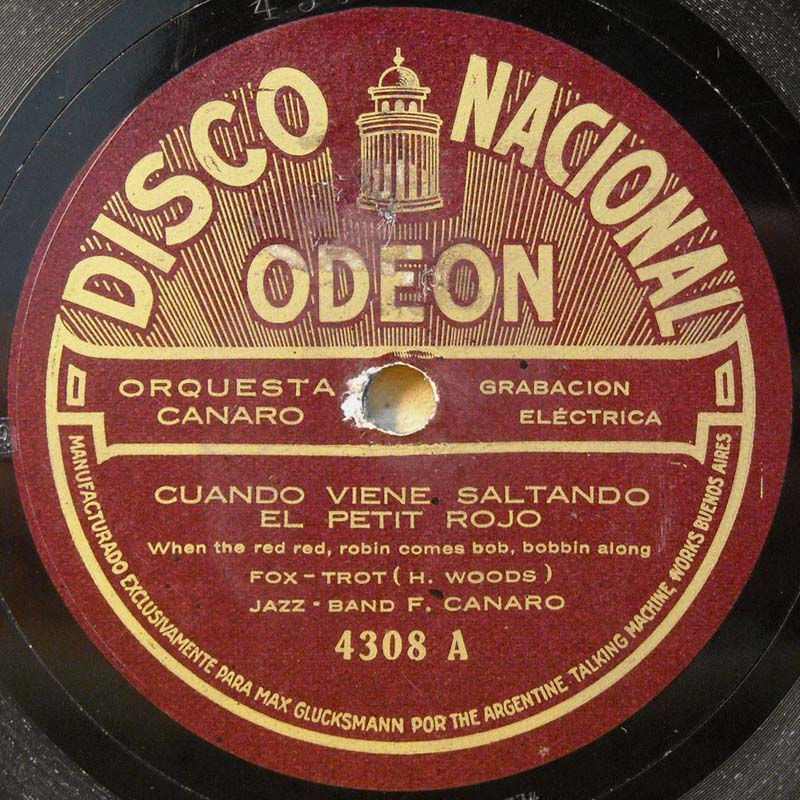 DISCO NACIONAL
ODEON
ORQUESTA
CANARO
GRABACION
ELÉCTRICA
CUANDO VIENE SALTANDO
EL PETIT ROJO
When the red red, robin comes bob, bobbin along
FOX-TROT (H. WOODS)
JAZZ-BAND F. CANARO
4308 A
MANUFACTURADO EXCLUSIVAMENTE PARA MAX GLUCKSMANN POR THE ARGENTINE TALKING MACHINE WORKS BUENOS AIRES